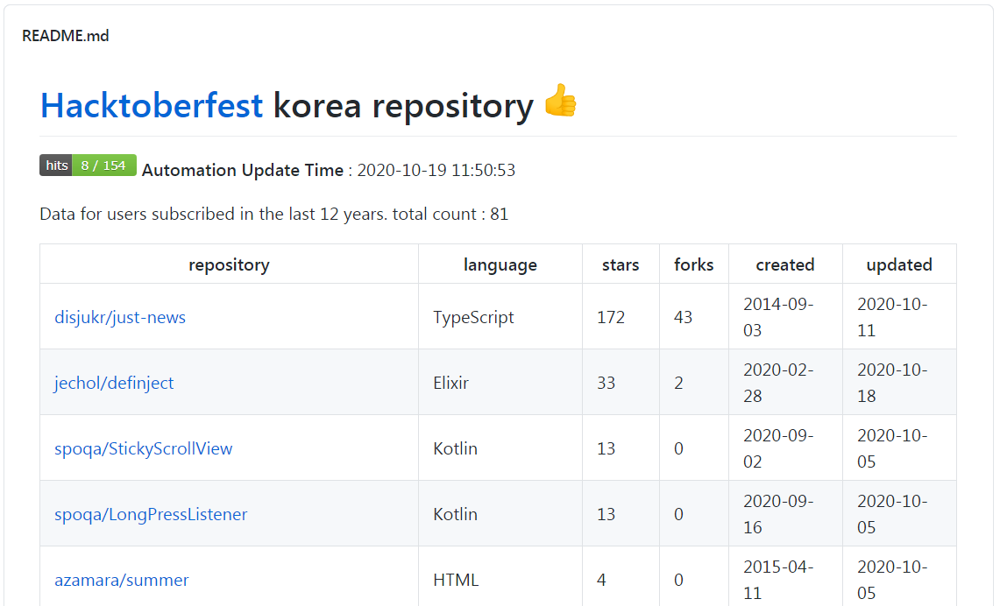 README.md
Hacktoberfest korea repository 👍
hits 8 / 154 Automation Update Time : 2020-10-19 11:50:53
Data for users subscribed in the last 12 years. total count : 81
repository language stars forks created updated
disjukr/just-news TypeScript 172 43 2014-09-03 2020-10-11
jechol/definject Elixir 33 2 2020-02-28 2020-10-18
spoqa/StickyScrollView Kotlin 13 0 2020-09-02 2020-10-05
spoqa/LongPressListener Kotlin 13 0 2020-09-16 2020-10-05
azamara/summer HTML 4 0 2015-04-11 2020-10-05